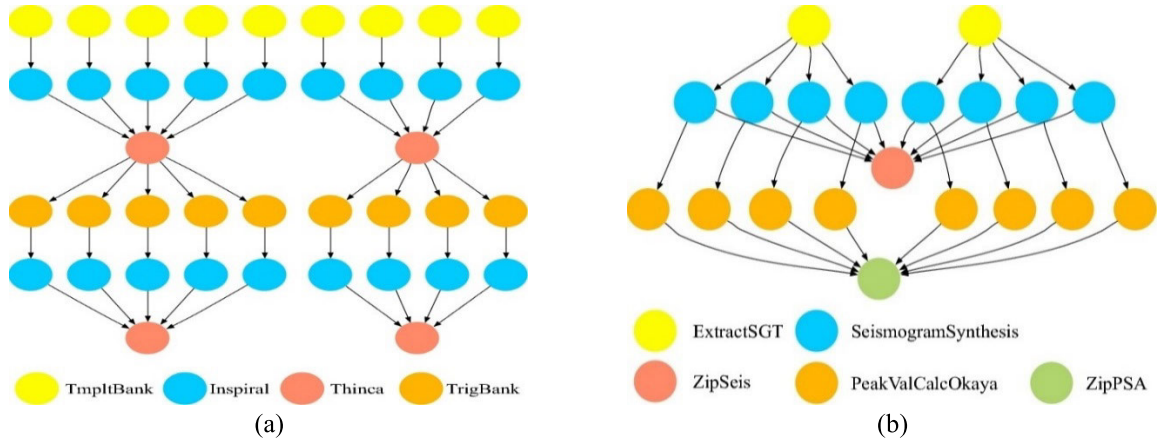 TmpltBank Inspiral Thinca TrigBank
(a)
ExtractSGT SeismogramSynthesis
ZipSeis PeakValCalcOkaya ZipPSA
(b)